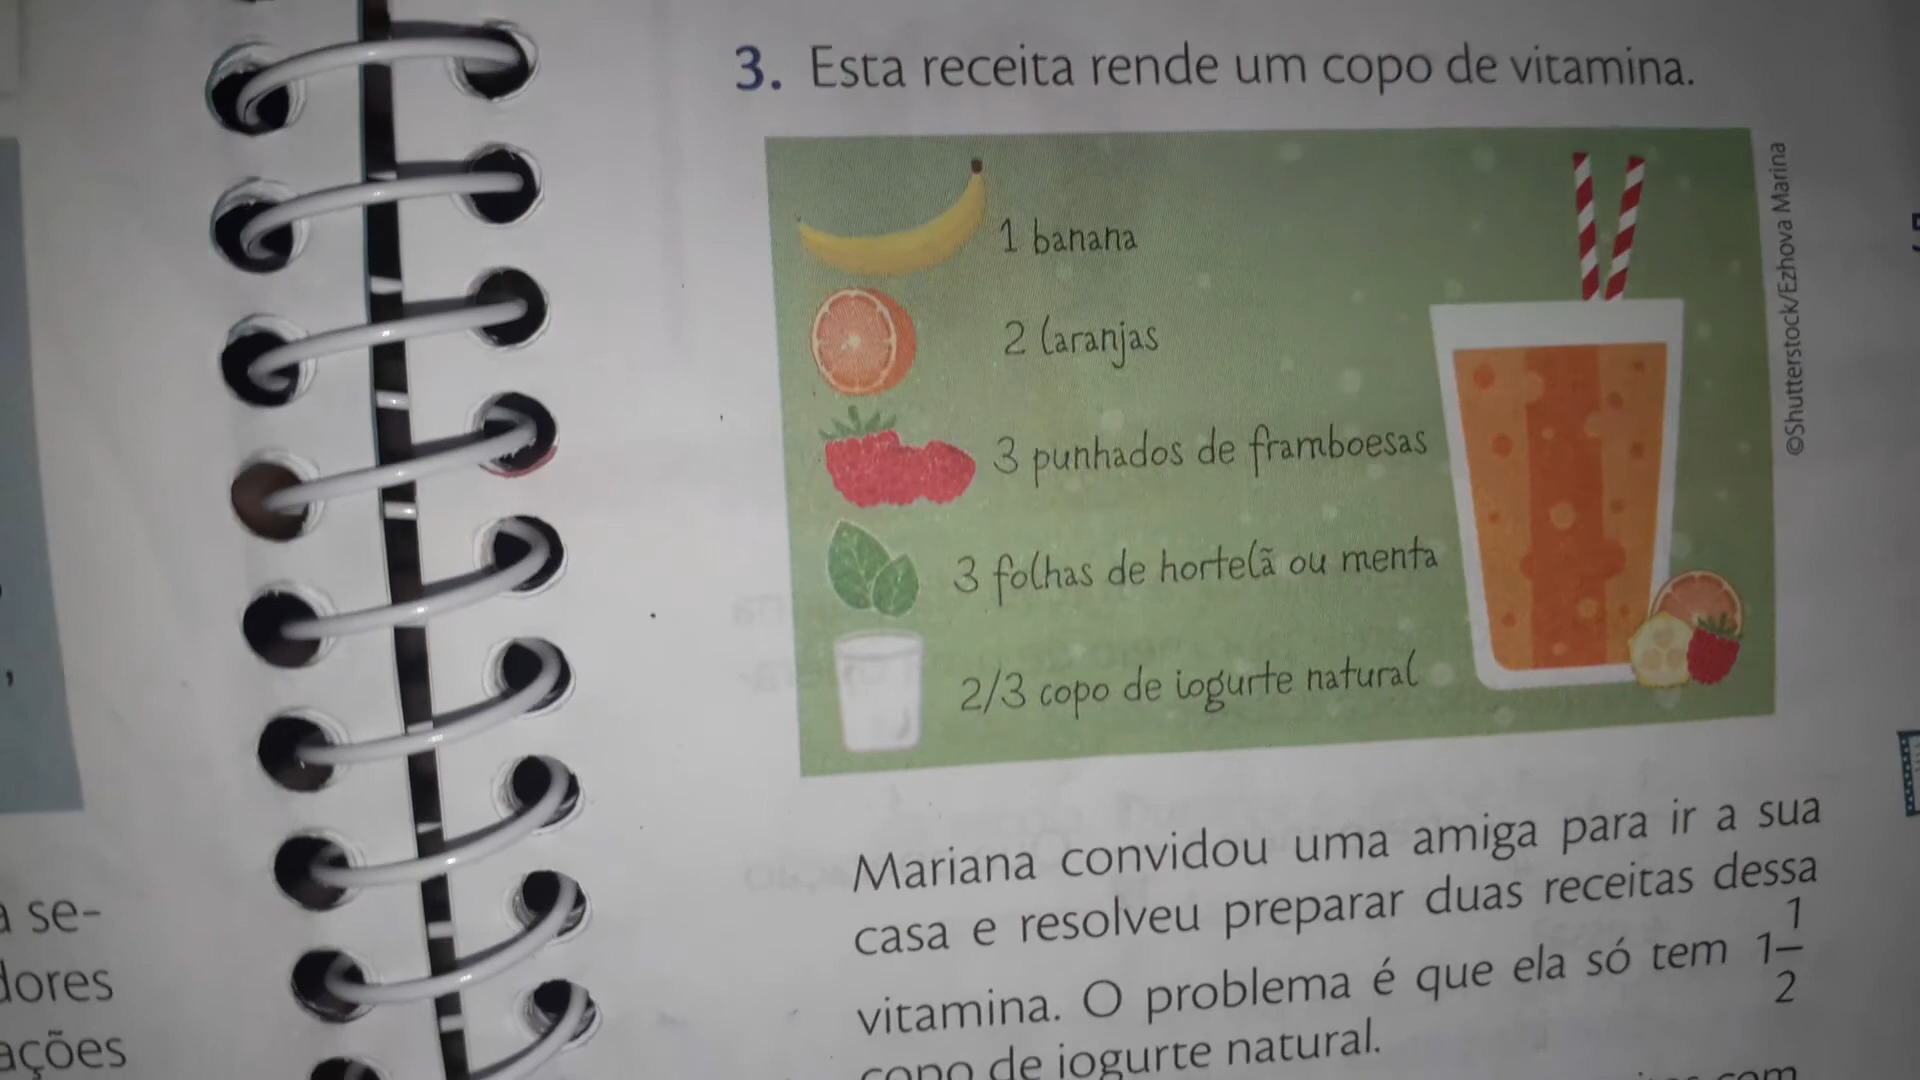 a se-
dores
ações
3. Esta receita rende um copo de vitamina.
1 banana
2 laranjas
3 punhados de framboesas
3 folhas de hortelã ou menta
2/3 copo de iogurte natural
©Shutterstock/Ezhova Marina
Mariana convidou uma amiga para ir a sua
casa e resolveu preparar duas receitas dessa
vitamina. O problema é que ela só tem 1 1/2
copo de iogurte natural.
com